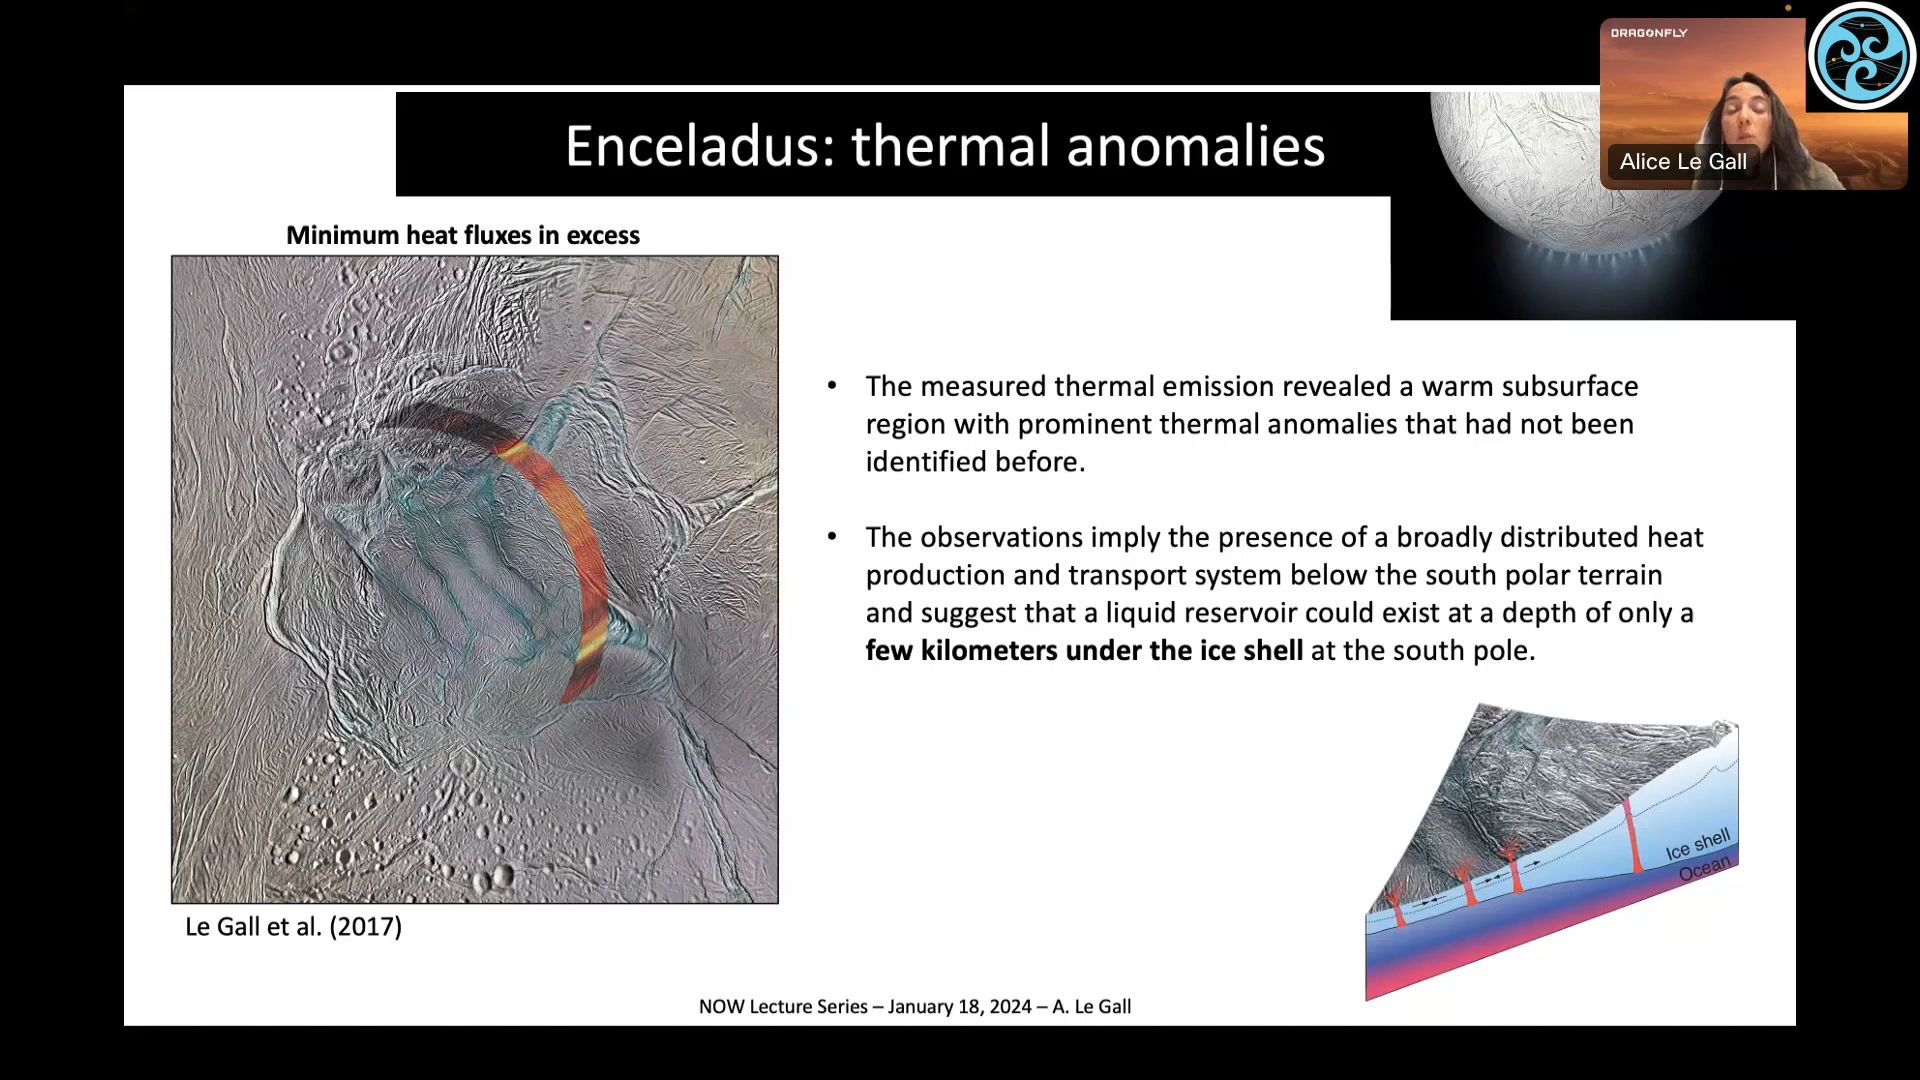 DRAGONFLY
Alice Le Gall
Enceladus: thermal anomalies
Minimum heat fluxes in excess
• The measured thermal emission revealed a warm subsurface
region with prominent thermal anomalies that had not been
identified before.
• The observations imply the presence of a broadly distributed heat
production and transport system below the south polar terrain
and suggest that a liquid reservoir could exist at a depth of only a
few kilometers under the ice shell at the south pole.
Ice shell
Ocean
Le Gall et al. (2017)
NOW Lecture Series – January 18, 2024 – A. Le Gall